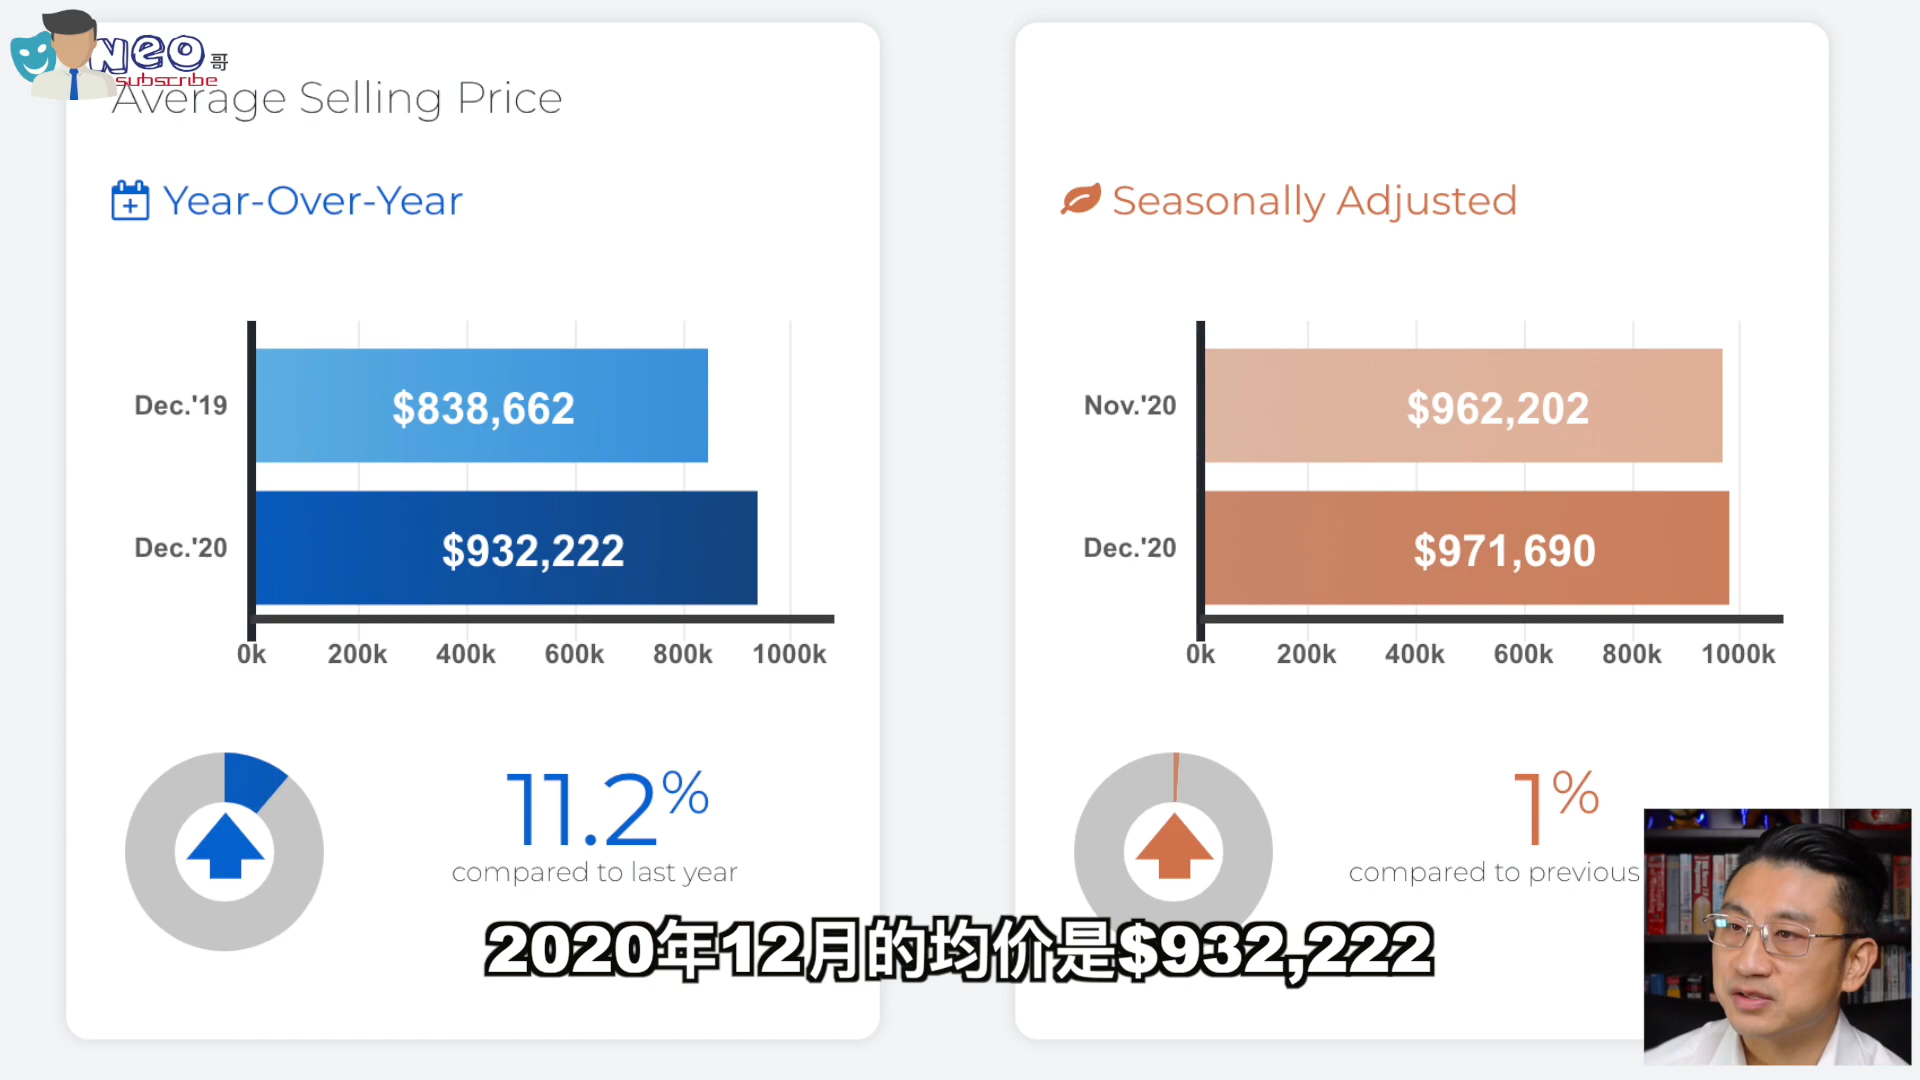 Neo哥
subscribe
Average Selling Price
Year-Over-Year
Dec.'19
$838,662
Dec.'20
$932,222
0k 200k 400k 600k 800k 1000k
11.2%
compared to last year
Seasonally Adjusted
Nov.'20
$962,202
Dec.'20
$971,690
0k 200k 400k 600k 800k 1000k
1%
compared to previous
2020年12月的均价是$932,222